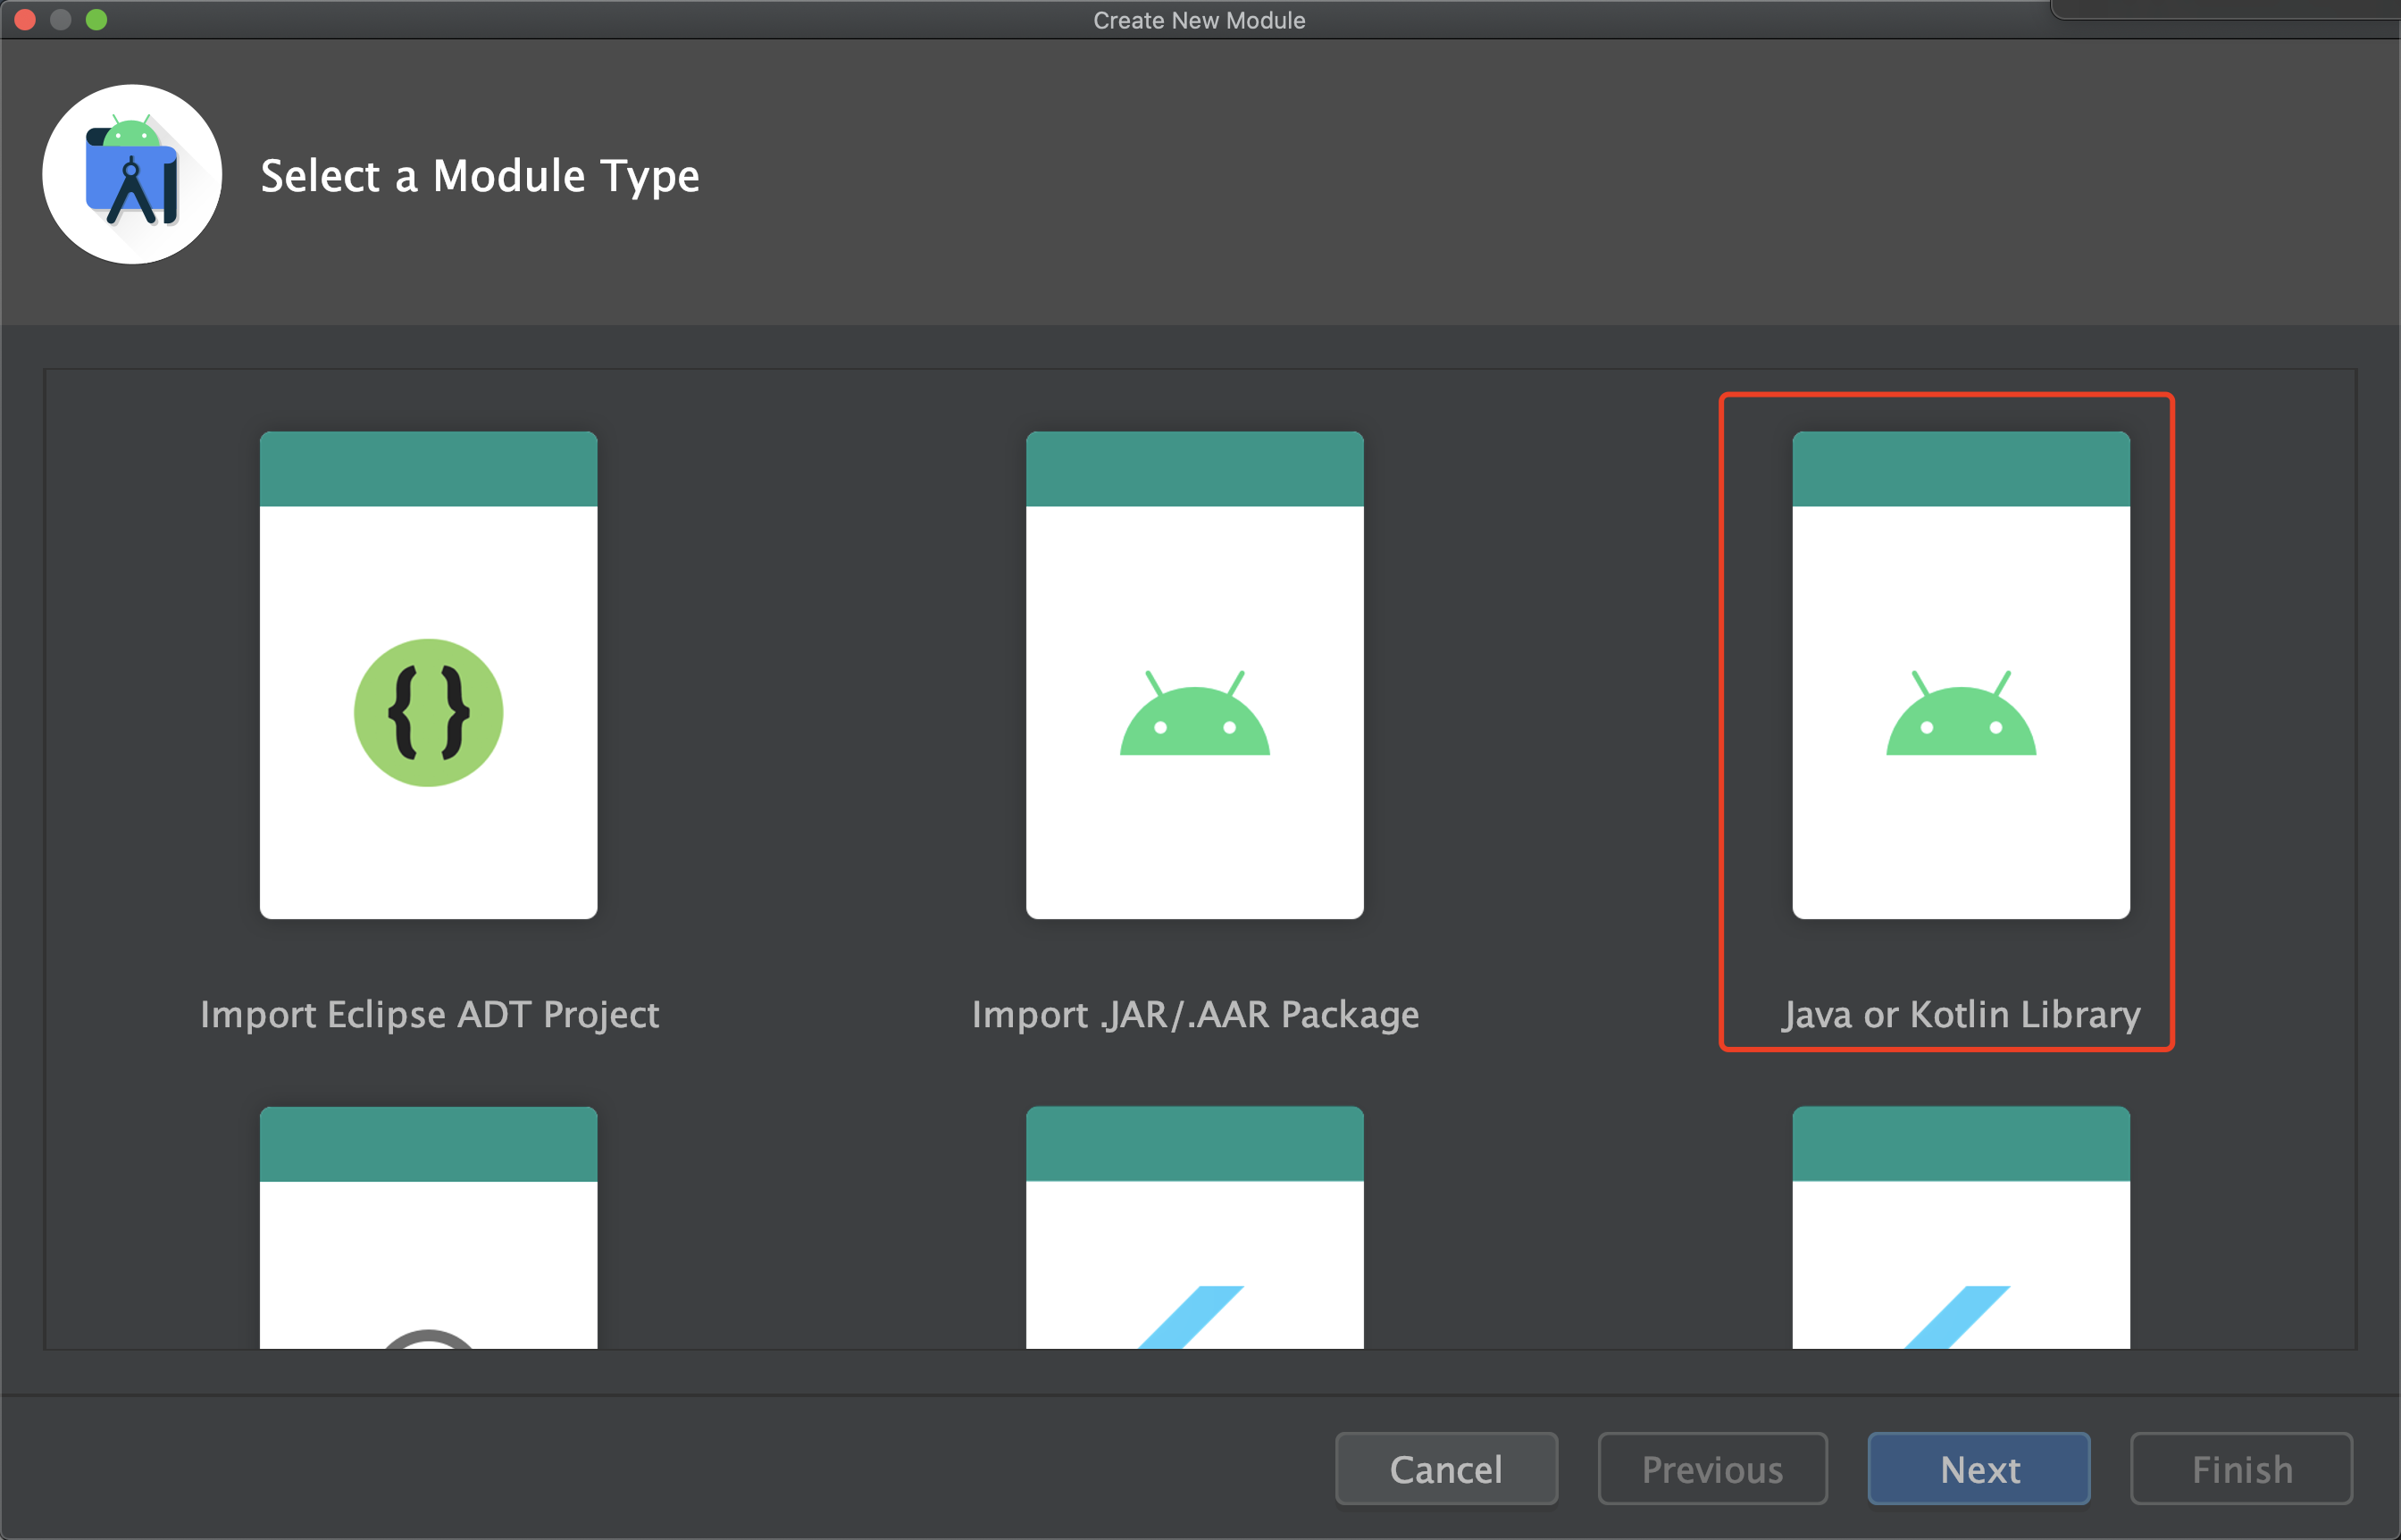 Create New Module
Select a Module Type
{}
Import Eclipse ADT Project
Import .JAR/.AAR Package
Java or Kotlin Library
Cancel
Previous
Next
Finish